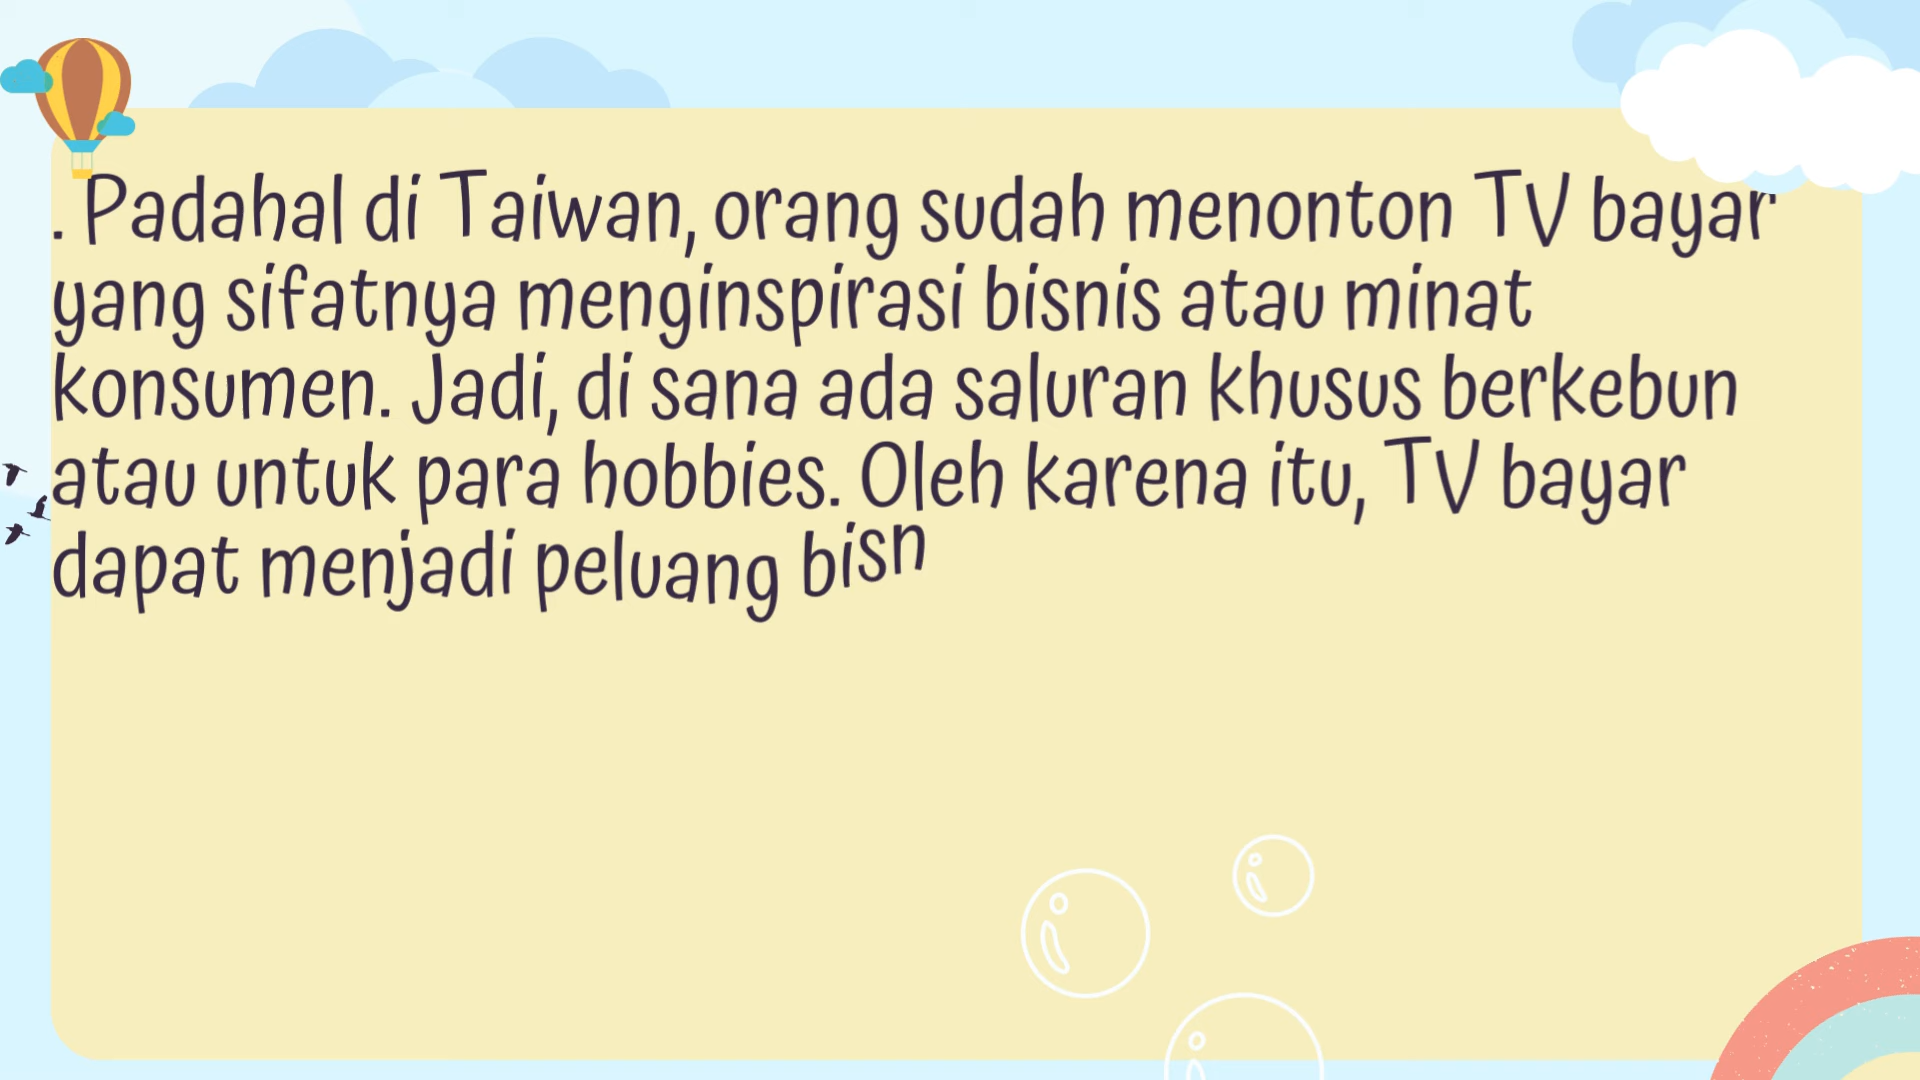 . Padahal di Taiwan, orang sudah menonton TV bayar
yang sifatnya menginspirasi bisnis atau minat
konsumen. Jadi, di sana ada saluran khusus berkebun
atau untuk para hobbies. Oleh karena itu, TV bayar
dapat menjadi peluang bisn